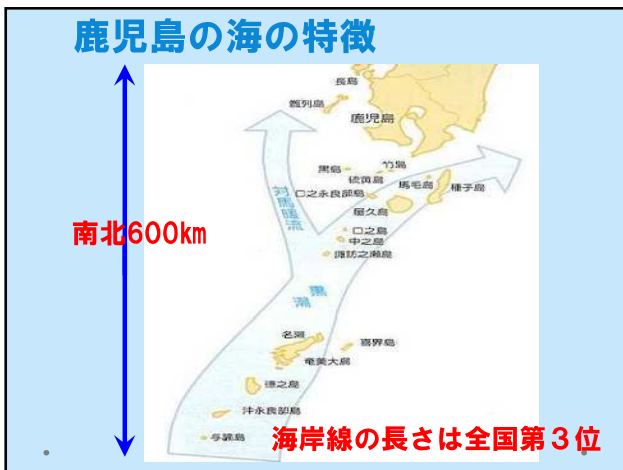 鹿児島の海の特徴
長島
甑列島
鹿児島
黒島
竹島
硫黄島
馬毛島
種子島
口之永良部島
屋久島
対馬暖流
口之島
中之島
諏訪之瀬島
南北600km
黒潮
名瀬
喜界島
奄美大島
徳之島
沖永良部島
与論島
海岸線の長さは全国第３位